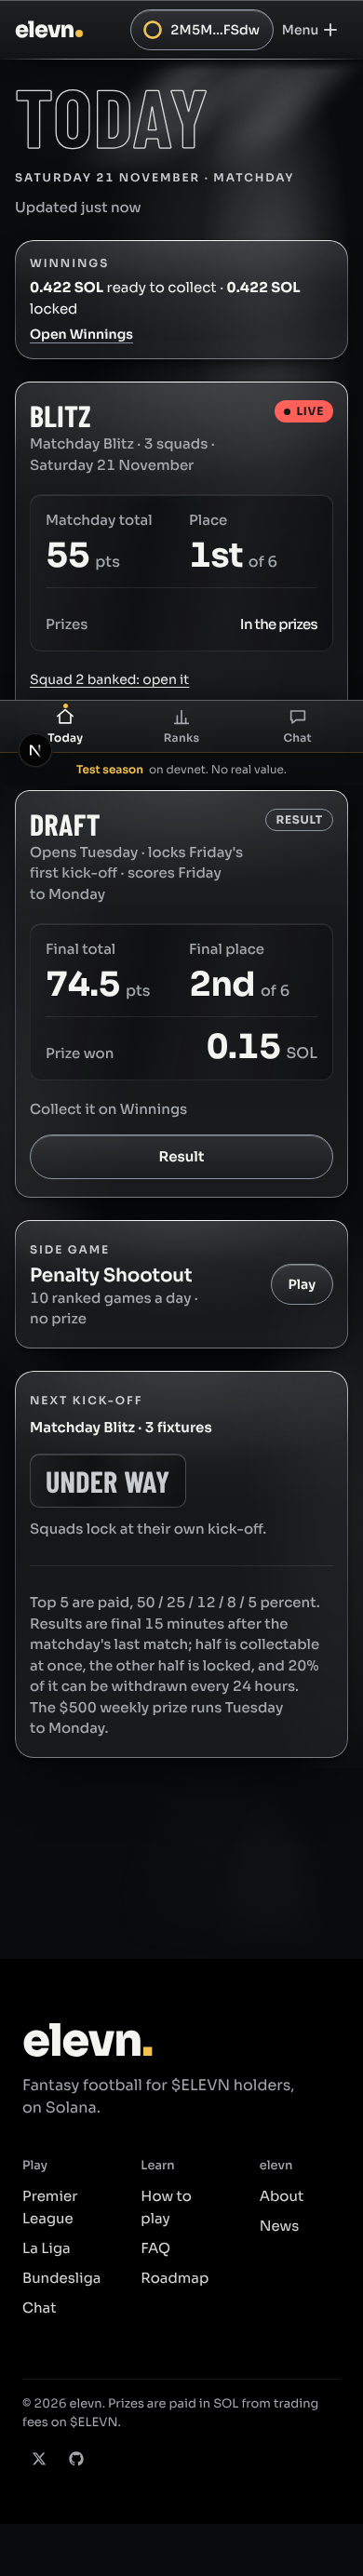 elevn.
2M5M...FSdw
Menu +
TODAY
SATURDAY 21 NOVEMBER · MATCHDAY
Updated just now
WINNINGS
0.422 SOL ready to collect · 0.422 SOL
locked
Open Winnings
BLITZ
LIVE
Matchday Blitz · 3 squads ·
Saturday 21 November
Matchday total
Place
55 pts
1st of 6
Prizes
In the prizes
Squad 2 banked: open it
Today
Ranks
Chat
N
Test season on devnet. No real value.
DRAFT
RESULT
Opens Tuesday · locks Friday's
first kick-off · scores Friday
to Monday
Final total
Final place
74.5 pts
2nd of 6
Prize won
0.15 SOL
Collect it on Winnings
Result
SIDE GAME
Penalty Shootout
10 ranked games a day ·
no prize
Play
NEXT KICK-OFF
Matchday Blitz · 3 fixtures
UNDER WAY
Squads lock at their own kick-off.
Top 5 are paid, 50 / 25 / 12 / 8 / 5 percent.
Results are final 15 minutes after the
matchday's last match; half is collectable
at once, the other half is locked, and 20%
of it can be withdrawn every 24 hours.
The $500 weekly prize runs Tuesday
to Monday.
elevn.
Fantasy football for $ELEVN holders,
on Solana.
Play
Premier
League
La Liga
Bundesliga
Chat
Learn
How to
play
FAQ
Roadmap
elevn
About
News
© 2026 elevn. Prizes are paid in SOL from trading
fees on $ELEVN.